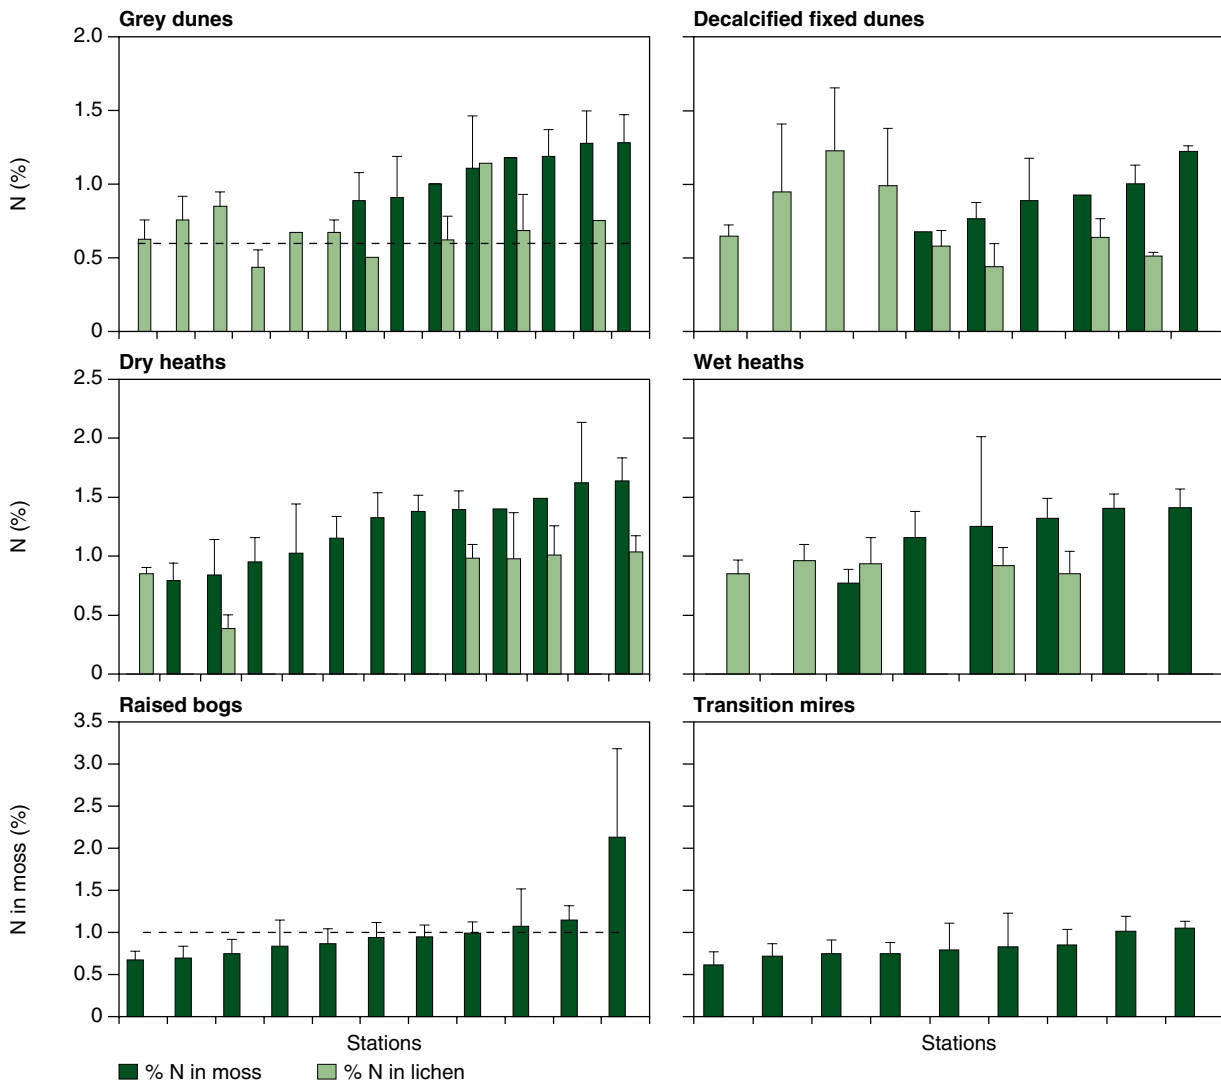 Grey dunes
Decalcified fixed dunes
N (%)
2.0
1.5
1.0
0.5
0
Dry heaths
Wet heaths
N (%)
2.5
2.0
1.5
1.0
0.5
0
Raised bogs
Transition mires
N in moss (%)
3.5
3.0
2.5
2.0
1.5
1.0
0.5
0
Stations
Stations
% N in moss
% N in lichen